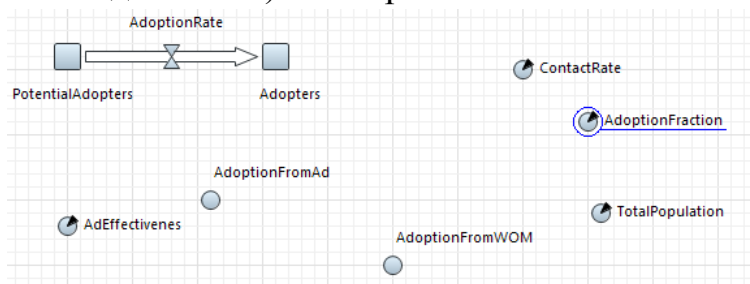 AdoptionRate
ContactRate
PotentialAdopters
Adopters
AdoptionFraction
AdoptionFromAd
AdEffectivenes
TotalPopulation
AdoptionFromWOM